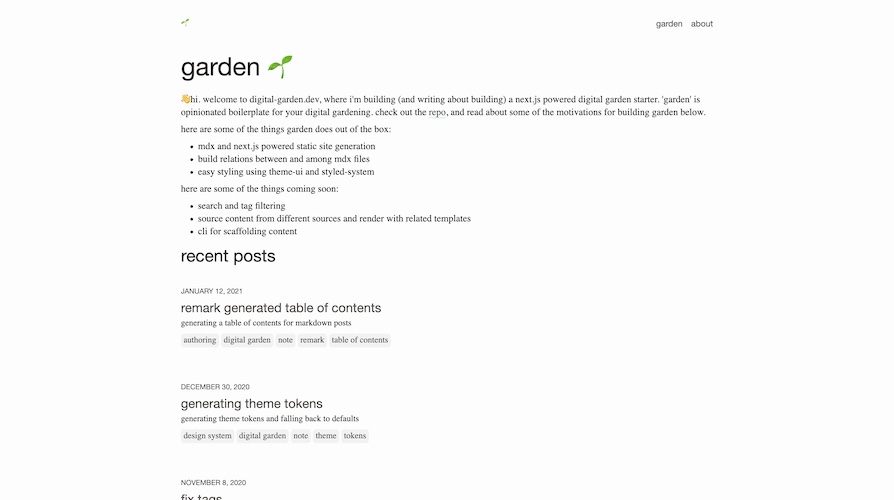 garden about
garden
hi. welcome to digital-garden.dev, where i'm building (and writing about building) a next.js powered digital garden starter. 'garden' is
opinionated boilerplate for your digital gardening. check out the repo, and read about some of the motivations for building garden below.
here are some of the things garden does out of the box:
• mdx and next.js powered static site generation
• build relations between and among mdx files
• easy styling using theme-ui and styled-system
here are some of the things coming soon:
• search and tag filtering
• source content from different sources and render with related templates
• cli for scaffolding content
recent posts
JANUARY 12, 2021
remark generated table of contents
generating a table of contents for markdown posts
authoring digital garden note remark table of contents
DECEMBER 30, 2020
generating theme tokens
generating theme tokens and falling back to defaults
design system digital garden note theme tokens
NOVEMBER 8, 2020
fix tags